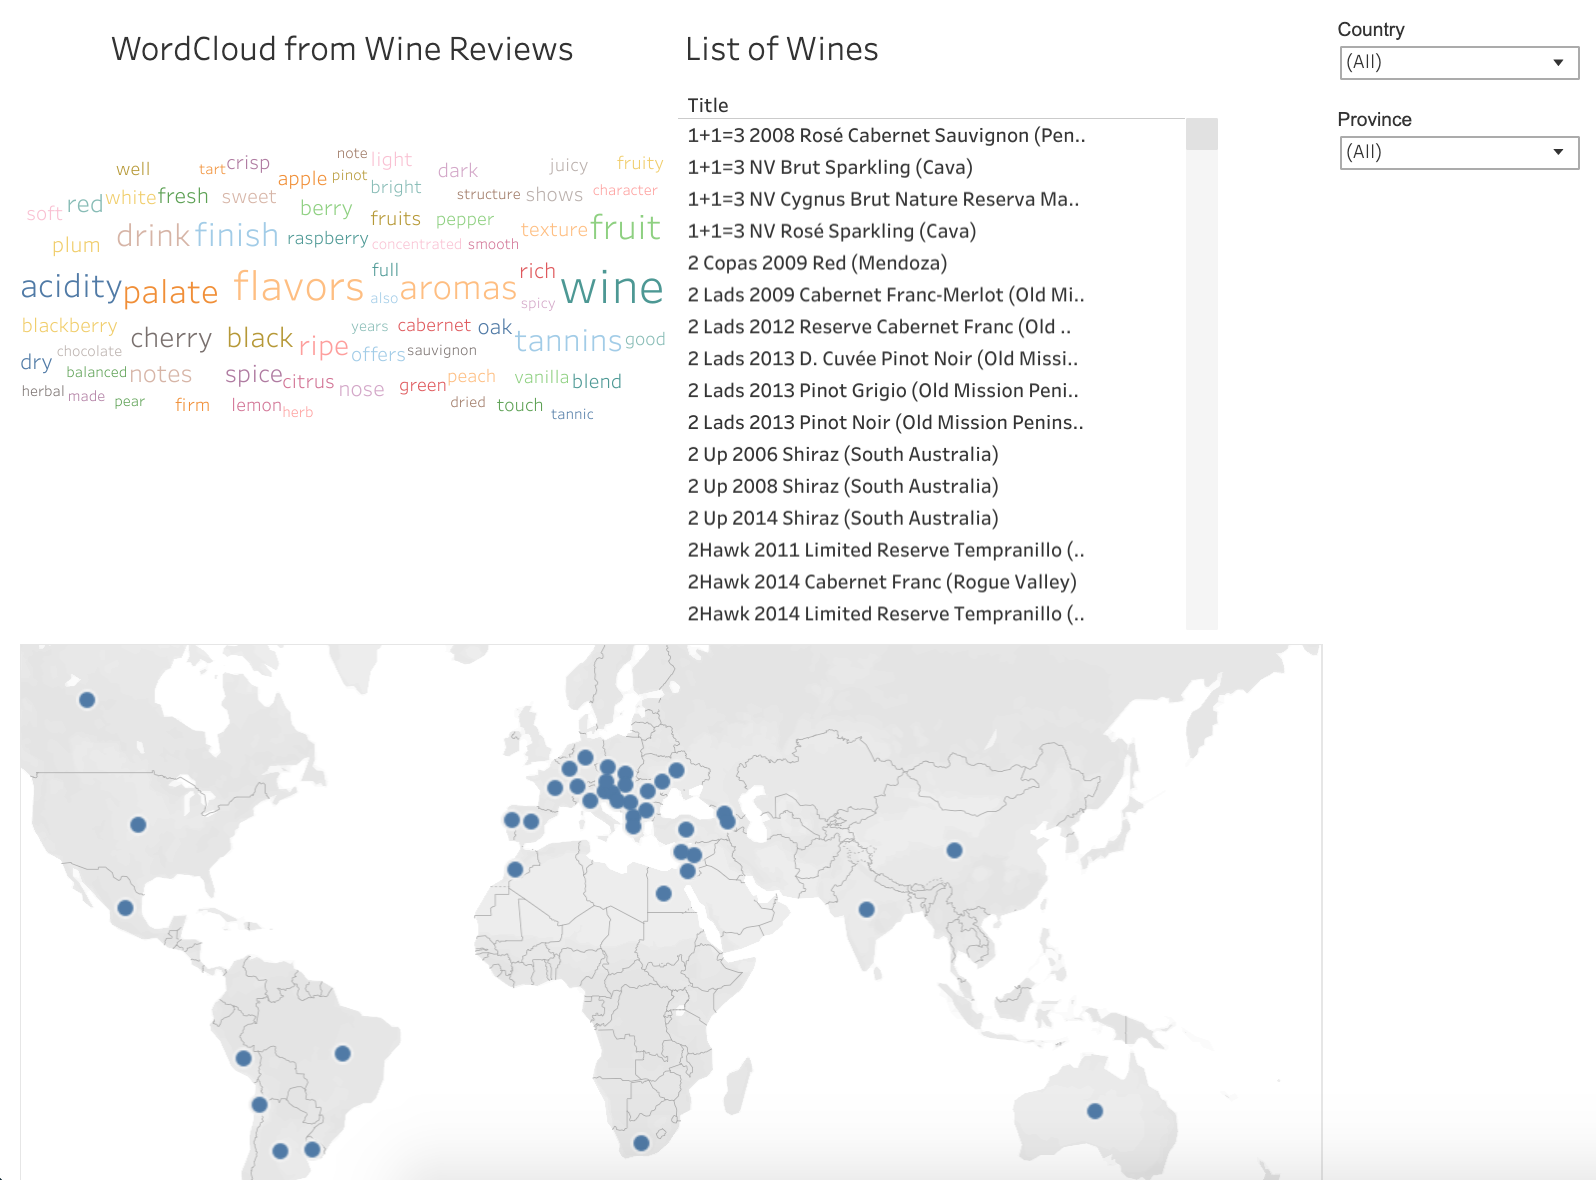 WordCloud from Wine Reviews
note light
well tart crisp dark juicy fruity
apple pinot
white fresh sweet bright structure shows character
soft red berry fruits pepper fruit
plum drink finish raspberry concentrated smooth texture
full rich
acidity palate flavors also aromas spicy wine
blackberry cherry black years cabernet oak tannins good
chocolate ripe offers sauvignon
dry balanced notes spice citrus nose green peach vanilla blend
herbal made pear firm lemon herb dried touch tannic
List of Wines
Title
1+1=3 2008 Rosé Cabernet Sauvignon (Pen..
1+1=3 NV Brut Sparkling (Cava)
1+1=3 NV Cygnus Brut Nature Reserva Ma..
1+1=3 NV Rosé Sparkling (Cava)
2 Copas 2009 Red (Mendoza)
2 Lads 2009 Cabernet Franc-Merlot (Old Mi..
2 Lads 2012 Reserve Cabernet Franc (Old ..
2 Lads 2013 D. Cuvée Pinot Noir (Old Missi..
2 Lads 2013 Pinot Grigio (Old Mission Peni..
2 Lads 2013 Pinot Noir (Old Mission Penins..
2 Up 2006 Shiraz (South Australia)
2 Up 2008 Shiraz (South Australia)
2 Up 2014 Shiraz (South Australia)
2Hawk 2011 Limited Reserve Tempranillo (..
2Hawk 2014 Cabernet Franc (Rogue Valley)
2Hawk 2014 Limited Reserve Tempranillo (..
Country
(All)
Province
(All)